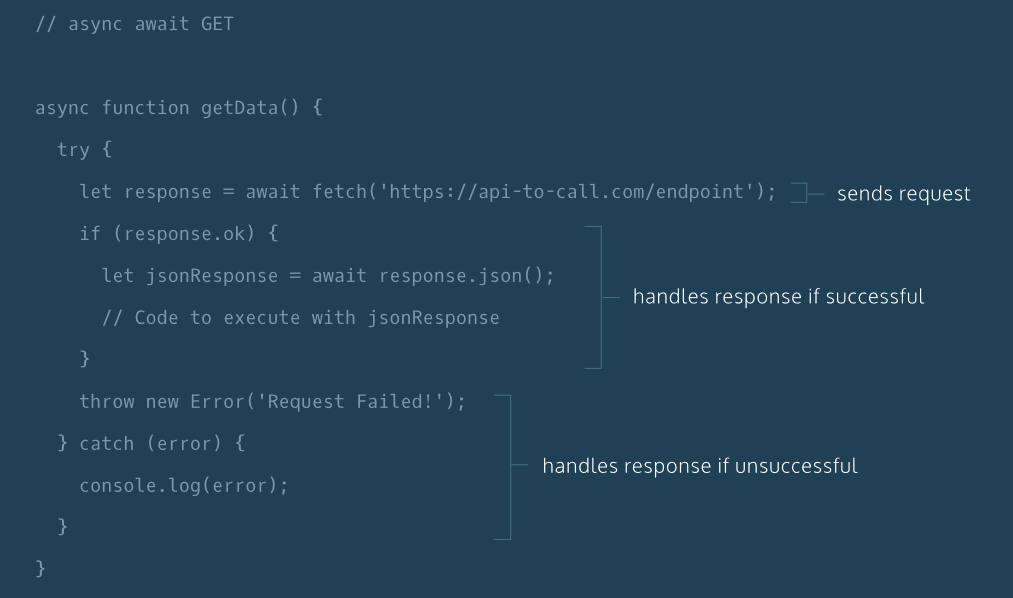 // async await GET
async function getData() {
try {
let response = await fetch('https://api-to-call.com/endpoint'); sends request
if (response.ok) {
let jsonResponse = await response.json();
handles response if successful
// Code to execute with jsonResponse
}
throw new Error('Request Failed!');
} catch (error) {
handles response if unsuccessful
console.log(error);
}
}